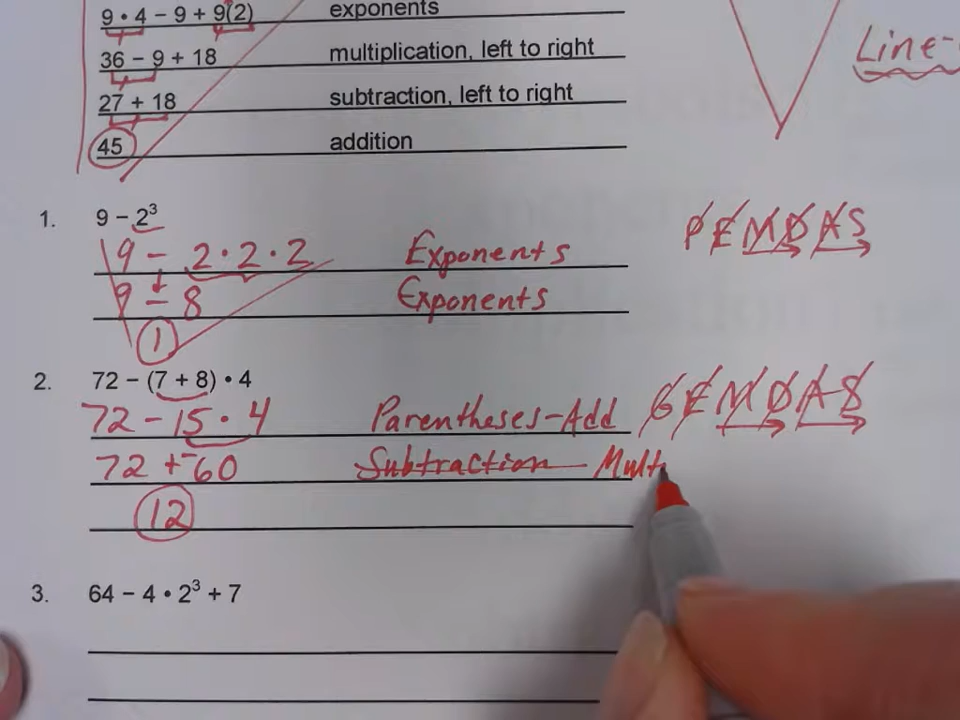 9 • 4 − 9 + 9(2) exponents
36 − 9 + 18 multiplication, left to right
Line-
27 + 18 subtraction, left to right
45 addition
1. 9 − 2³
PEMDAS
9 − 2·2·2 Exponents
9 ± 8 Exponents
1
2. 72 − (7 + 8) • 4
72 − 15 · 4 Parentheses-Add GEMDAS
72 + -60 Subtraction Mult
12
3. 64 − 4 • 2³ + 7